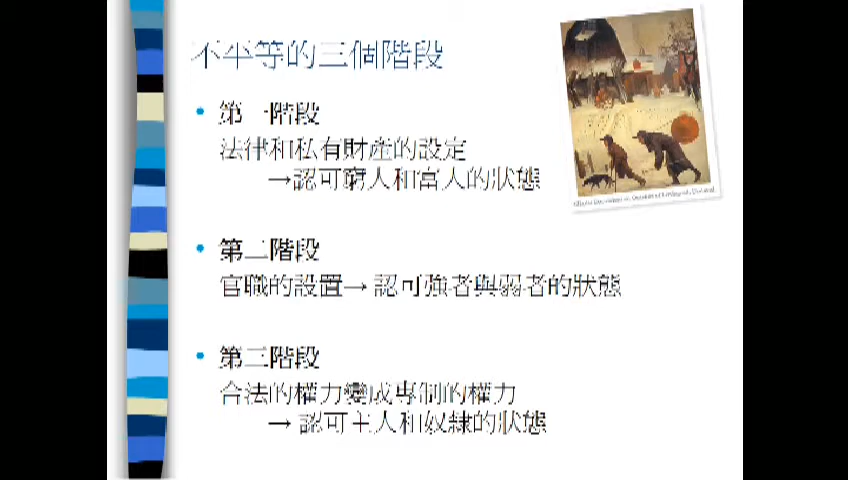 不平等的三個階段
第一階段
法律和私有財產的設定
→認可窮人和富人的狀態
第二階段
官職的設置→ 認可強者與弱者的狀態
第三階段
合法的權力變成專制的權力
→ 認可主人和奴隸的狀態